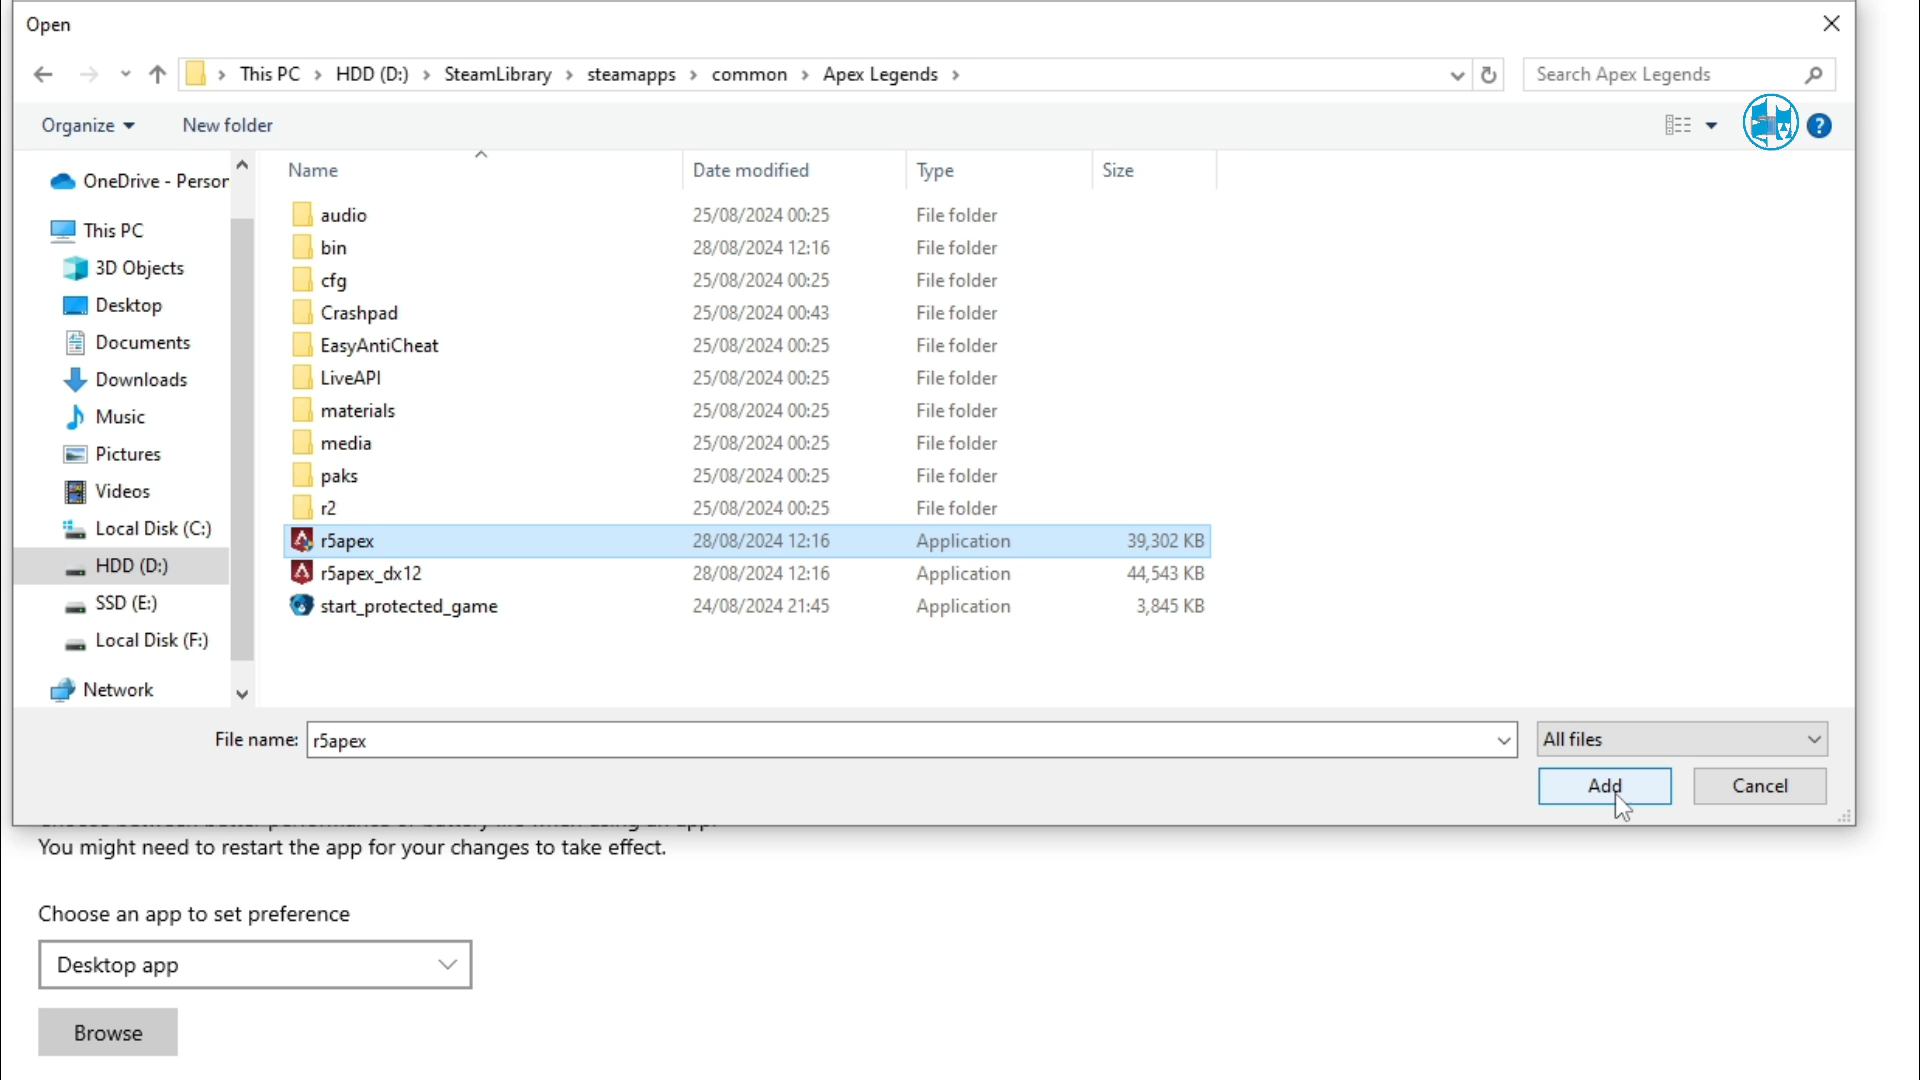 Open
This PC > HDD (D:) > SteamLibrary > steamapps > common > Apex Legends >
Search Apex Legends
Organize
New folder
?
Name
Date modified
Type
Size
OneDrive - Person
This PC
3D Objects
Desktop
Documents
Downloads
Music
Pictures
Videos
Local Disk (C:)
HDD (D:)
SSD (E:)
Local Disk (F:)
Network
audio 25/08/2024 00:25 File folder
bin 28/08/2024 12:16 File folder
cfg 25/08/2024 00:25 File folder
Crashpad 25/08/2024 00:43 File folder
EasyAntiCheat 25/08/2024 00:25 File folder
LiveAPI 25/08/2024 00:25 File folder
materials 25/08/2024 00:25 File folder
media 25/08/2024 00:25 File folder
paks 25/08/2024 00:25 File folder
r2 25/08/2024 00:25 File folder
r5apex 28/08/2024 12:16 Application 39,302 KB
r5apex_dx12 28/08/2024 12:16 Application 44,543 KB
start_protected_game 24/08/2024 21:45 Application 3,845 KB
File name: r5apex
All files
Add
Cancel
You might need to restart the app for your changes to take effect.
Choose an app to set preference
Desktop app
Browse